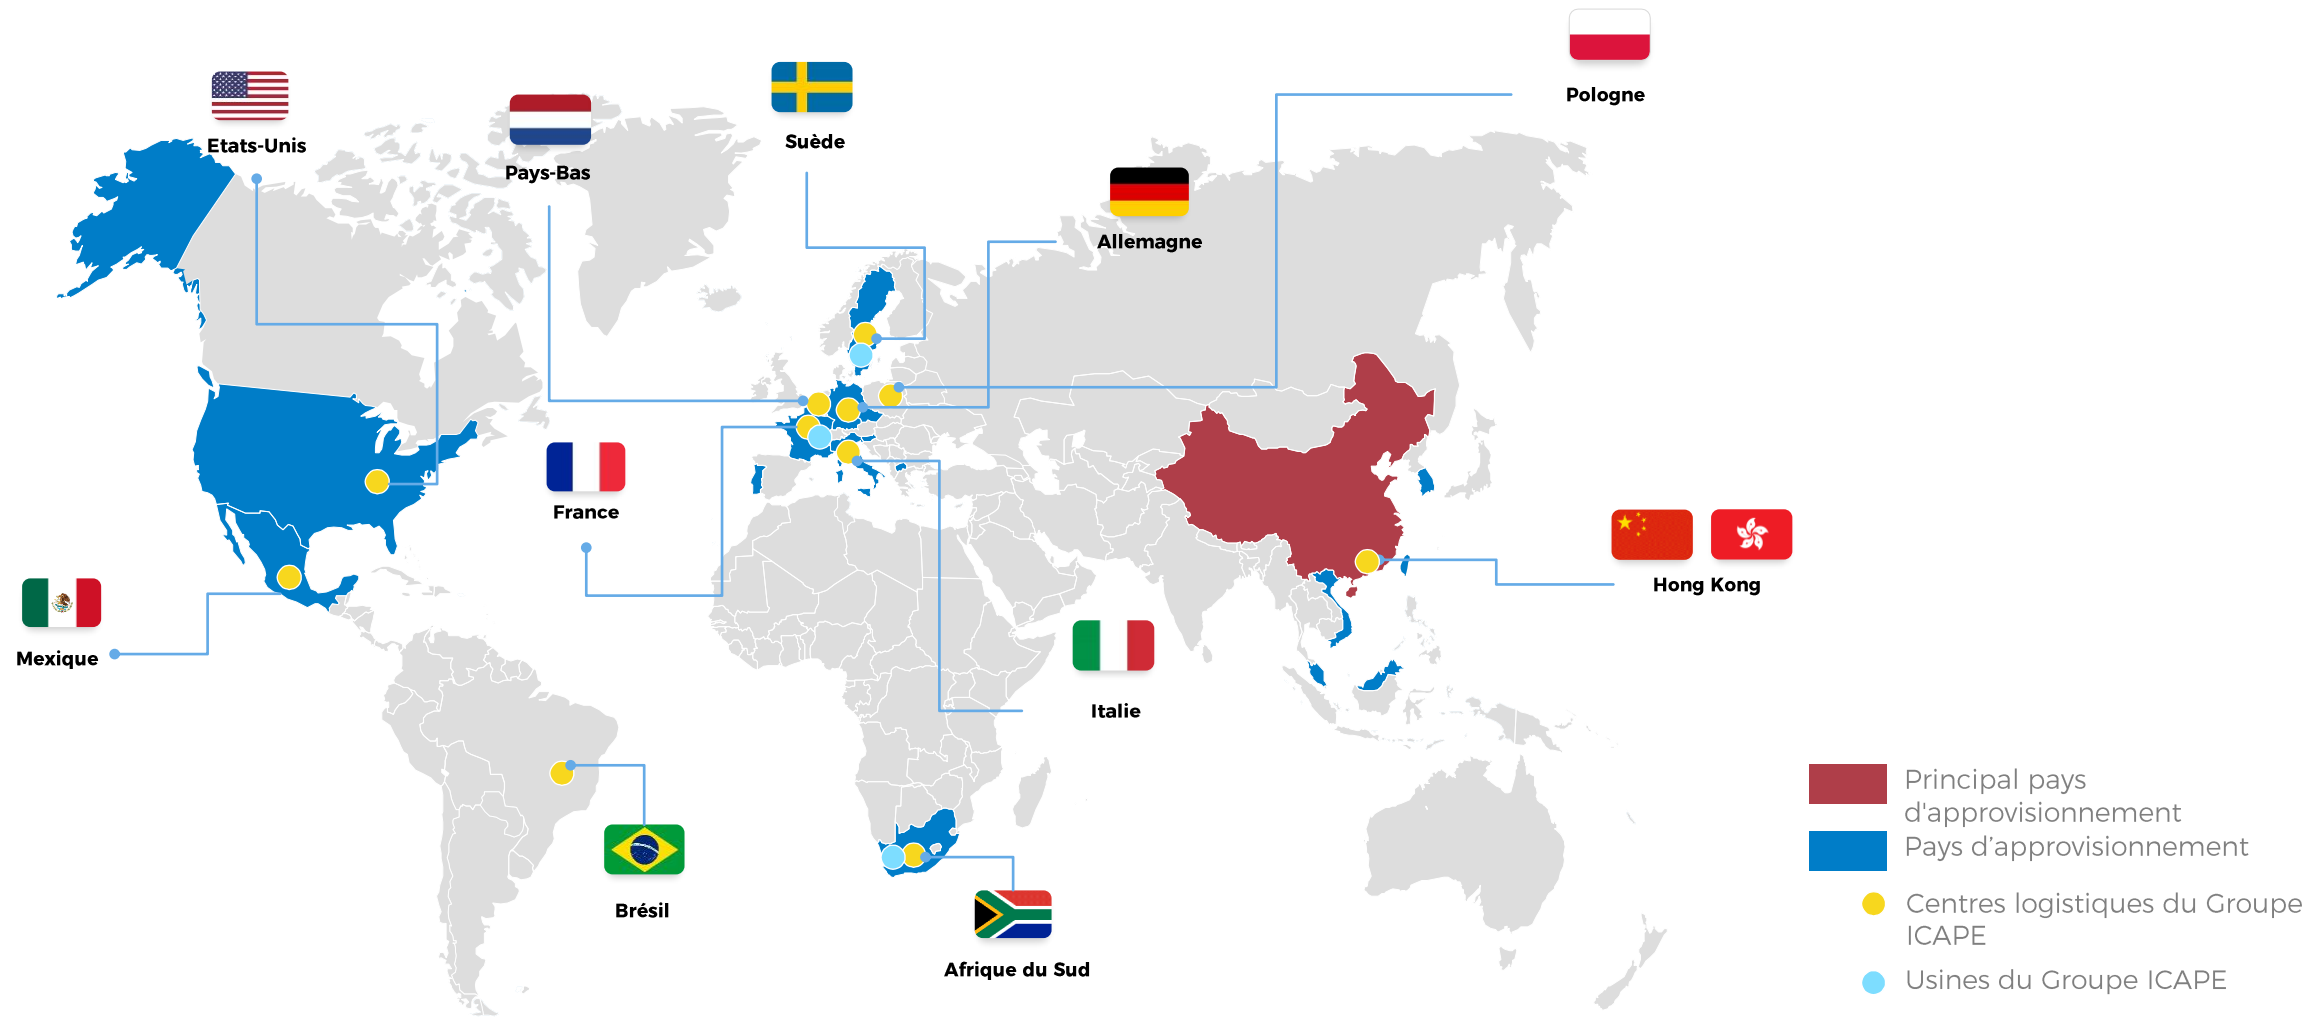 Pologne
Etats-Unis
Suède
Pays-Bas
Allemagne
France
Hong Kong
Mexique
Italie
Brésil
Afrique du Sud
Principal pays
d'approvisionnement
Pays d’approvisionnement
Centres logistiques du Groupe
ICAPE
Usines du Groupe ICAPE